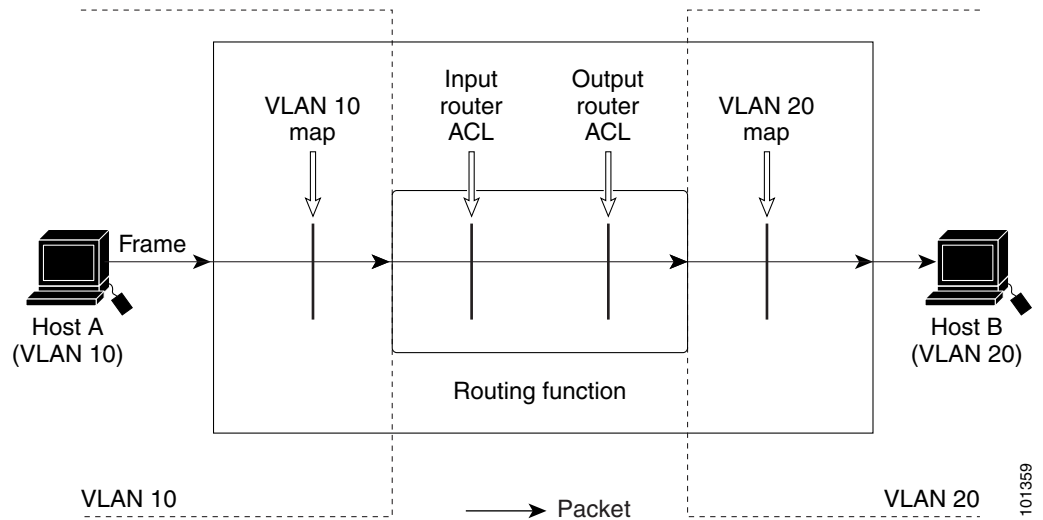 VLAN 10
map
Input
router
ACL
Output
router
ACL
VLAN 20
map
Frame
Host A
(VLAN 10)
Host B
(VLAN 20)
Routing function
VLAN 10
Packet
VLAN 20
101359